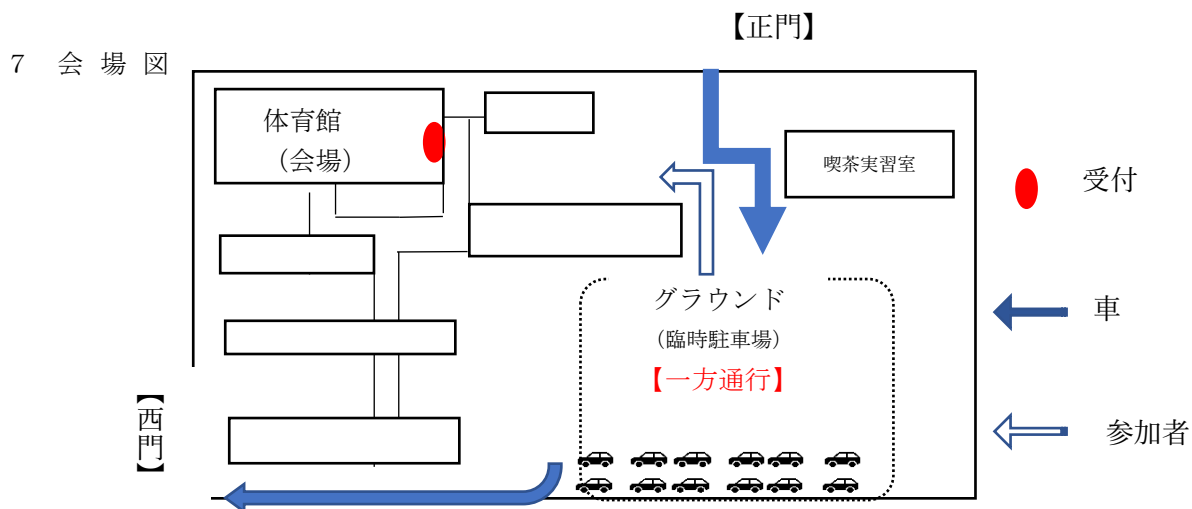 【正門】
7 会 場 図
体育館
（会場）
喫茶実習室
受付
グラウンド
（臨時駐車場）
【一方通行】
車
【西門】
参加者